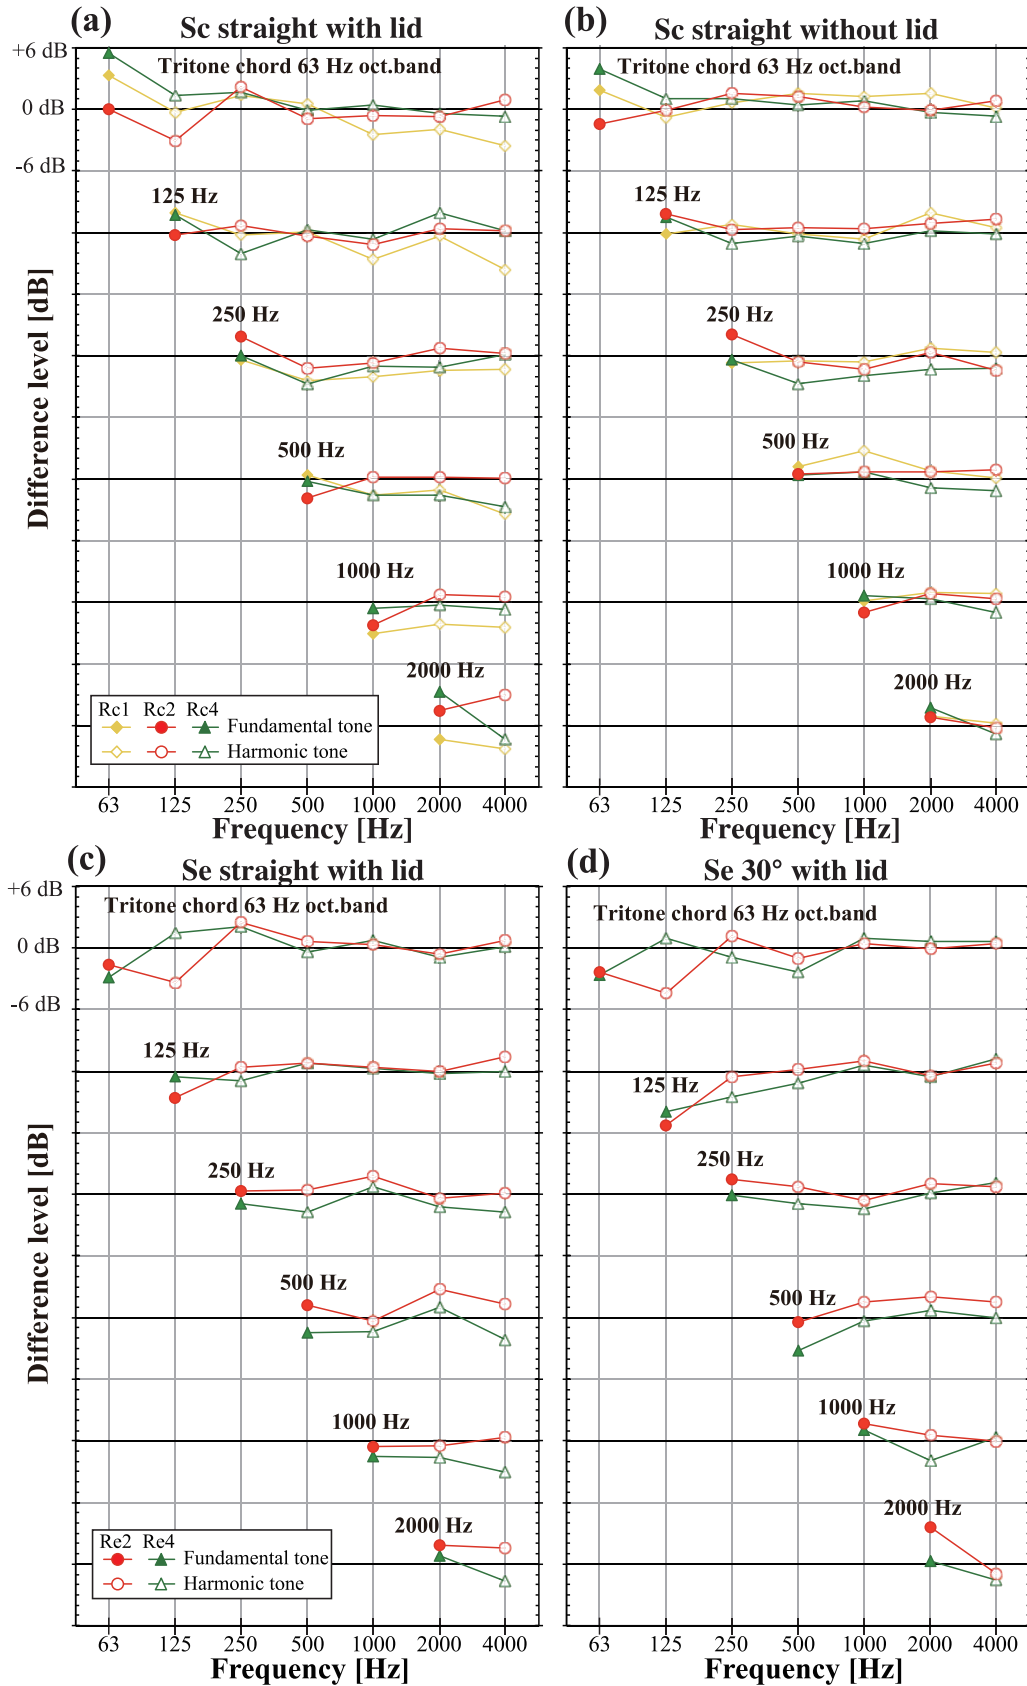 (a)
Sc straight with lid
+6 dB
Tritone chord 63 Hz oct.band
0 dB
-6 dB
125 Hz
250 Hz
500 Hz
1000 Hz
2000 Hz
Rc1 Rc2 Rc4
Fundamental tone
Harmonic tone
Difference level [dB]
63 125 250 500 1000 2000 4000
Frequency [Hz]
(b)
Sc straight without lid
Tritone chord 63 Hz oct.band
125 Hz
250 Hz
500 Hz
1000 Hz
2000 Hz
63 125 250 500 1000 2000 4000
Frequency [Hz]
(c)
Se straight with lid
+6 dB
Tritone chord 63 Hz oct.band
0 dB
-6 dB
125 Hz
250 Hz
500 Hz
1000 Hz
2000 Hz
Re2 Re4
Fundamental tone
Harmonic tone
Difference level [dB]
63 125 250 500 1000 2000 4000
Frequency [Hz]
(d)
Se 30° with lid
Tritone chord 63 Hz oct.band
125 Hz
250 Hz
500 Hz
1000 Hz
2000 Hz
63 125 250 500 1000 2000 4000
Frequency [Hz]